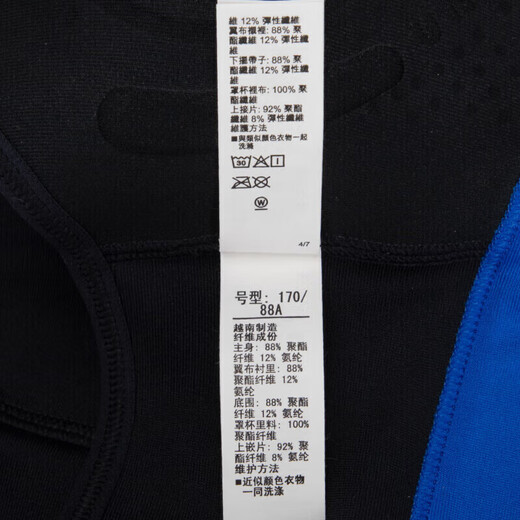 維 12% 彈性纖維
翼布襯裡: 88% 聚
酯纖維 12% 彈性纖
維
下擺帶子: 88% 聚
酯纖維 12% 彈性纖
維
罩杯裡布: 100% 聚
酯纖維
上接片: 92% 聚酯
纖維 8% 彈性纖維
維護方法
■與類似顏色衣物一起
洗滌
30
W
4/7
号型: 170/
88A
越南制造
纤维成份
主身: 88% 聚酯
纤维 12% 氨纶
翼布衬里: 88%
聚酯纤维 12%
氨纶
底围: 88% 聚酯
纤维 12% 氨纶
罩杯里料: 100%
聚酯纤维
上嵌片: 92% 聚
酯纤维 8% 氨纶
维护方法
■近似颜色衣物
一同洗涤